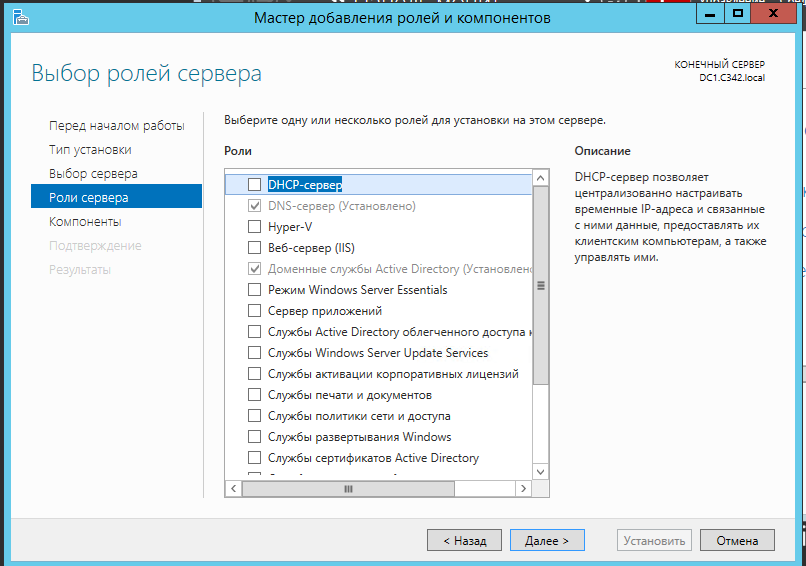 Мастер добавления ролей и компонентов
Выбор ролей сервера
КОНЕЧНЫЙ СЕРВЕР
DC1.C342.local
Перед началом работы
Тип установки
Выбор сервера
Роли сервера
Компоненты
Подтверждение
Результаты
Выберите одну или несколько ролей для установки на этом сервере.
Роли
DHCP-сервер
DNS-сервер (Установлено)
Hyper-V
Веб-сервер (IIS)
Доменные службы Active Directory (Установлено
Режим Windows Server Essentials
Сервер приложений
Службы Active Directory облегченного доступа к
Службы Windows Server Update Services
Службы активации корпоративных лицензий
Службы печати и документов
Службы политики сети и доступа
Службы развертывания Windows
Службы сертификатов Active Directory
Описание
DHCP-сервер позволяет
централизованно настраивать
временные IP-адреса и связанные
с ними данные, предоставлять их
клиентским компьютерам, а также
управлять ими.
< Назад
Далее >
Установить
Отмена